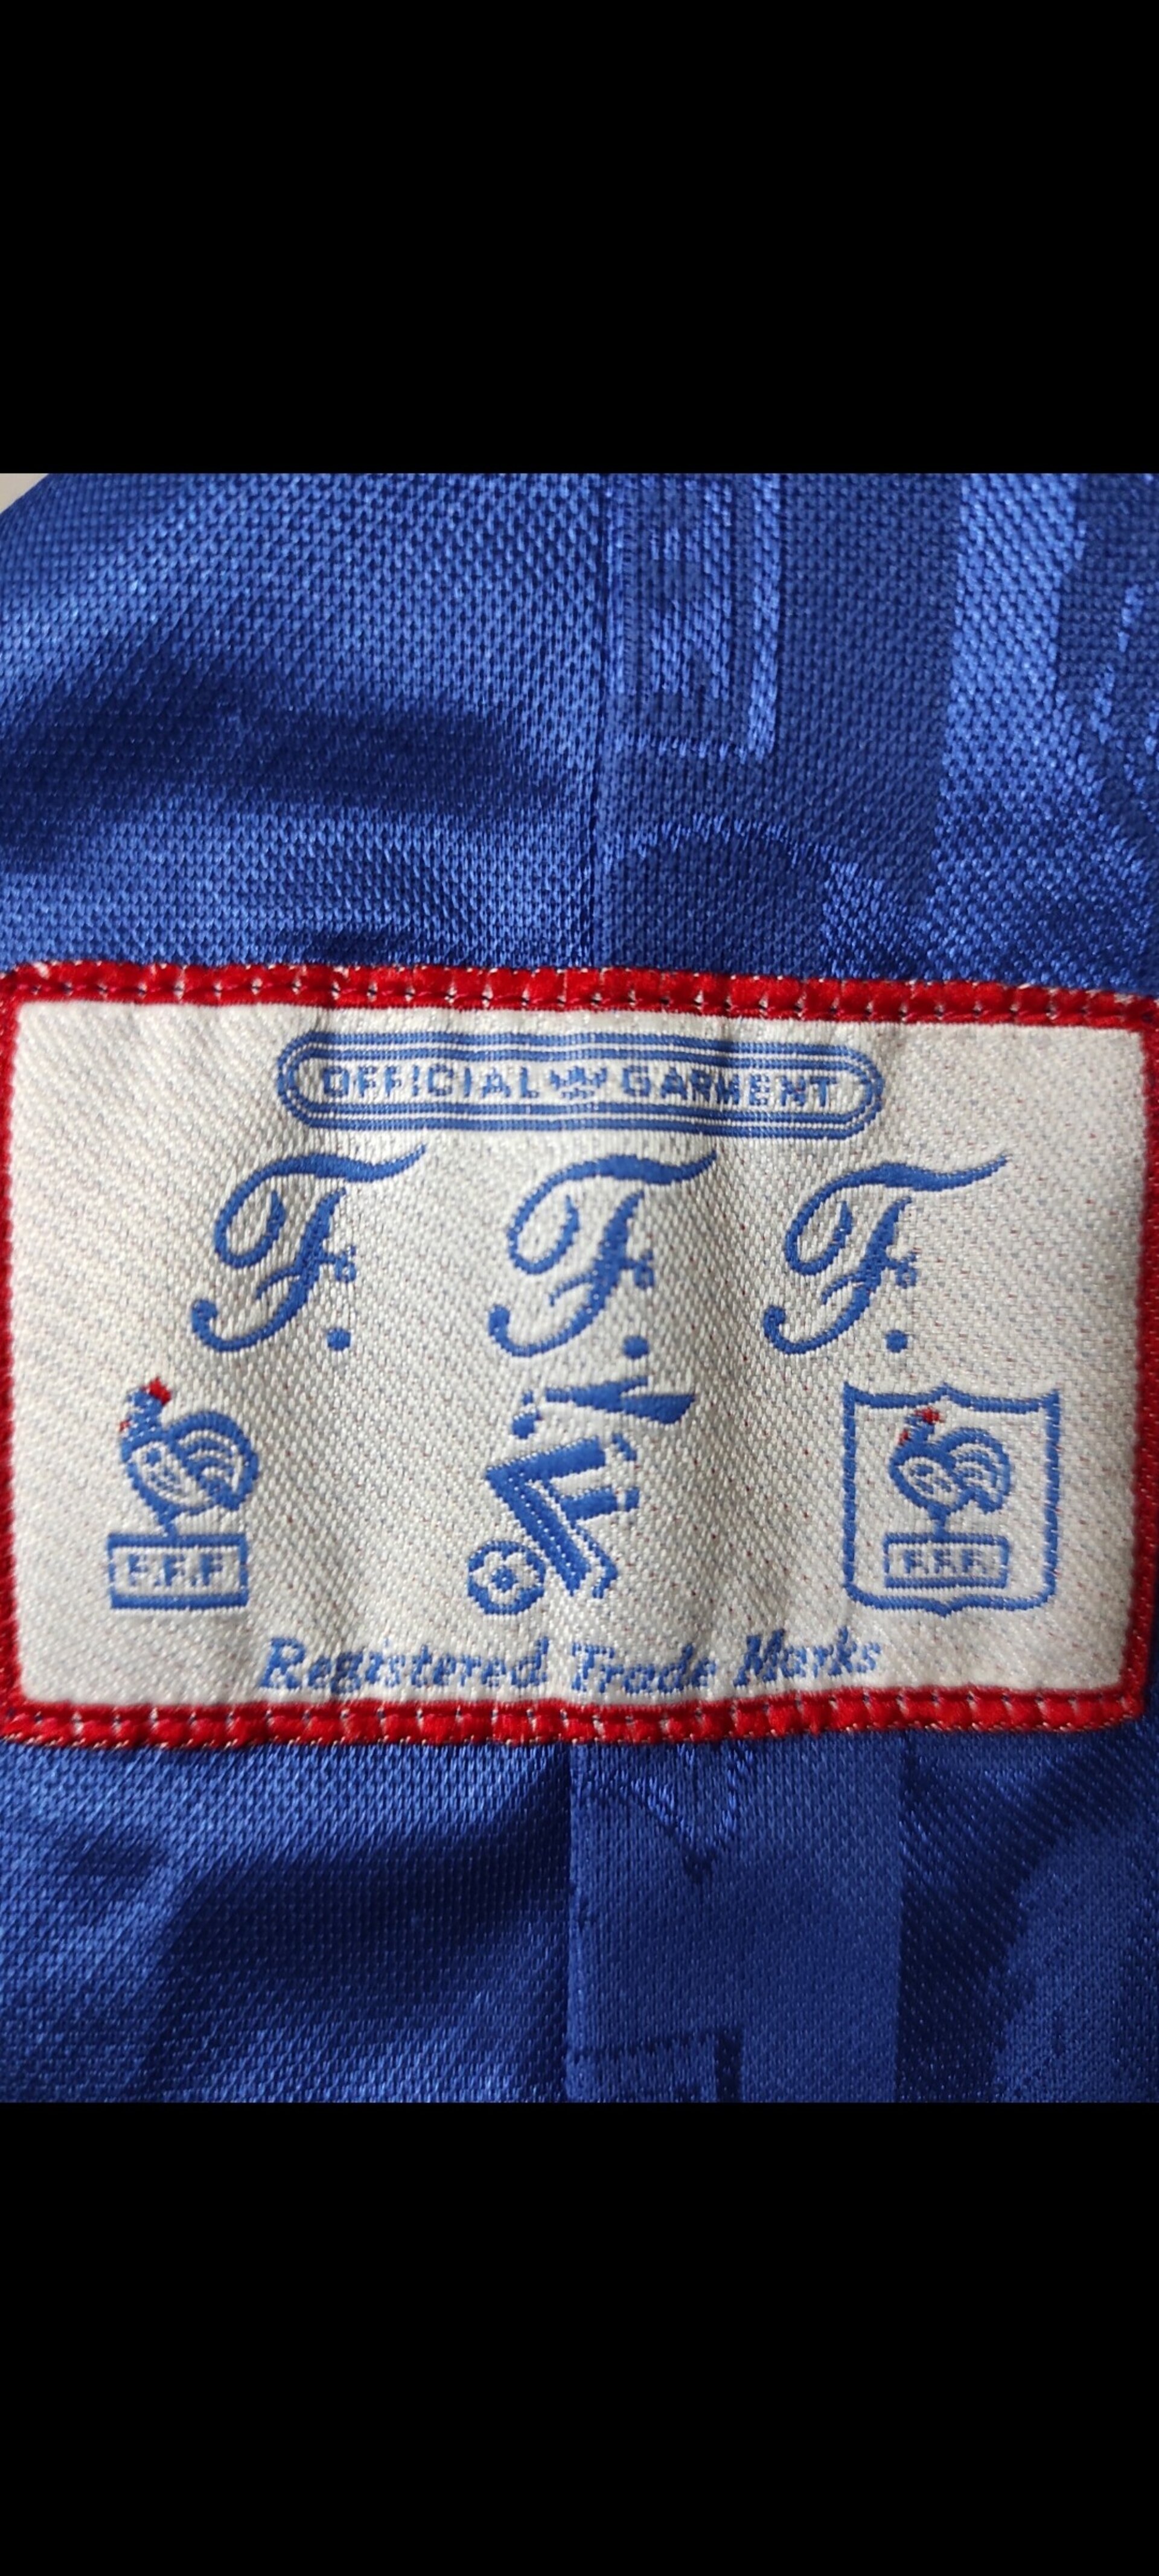 OFFICIAL GARMENT
F. F. F.
F.F.F F.F.F.
Registered Trade Marks